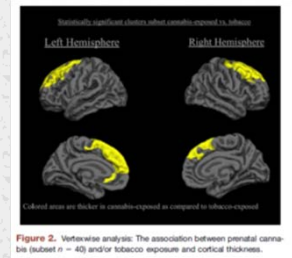 Statistically significant clusters subset cannabis-exposed vs. tobacco
Left Hemisphere
Right Hemisphere
Colored areas are thicker in cannabis-exposed as compared to tobacco-exposed
Figure 2. Vertexwise analysis: The association between prenatal canna-
bis (subset n = 40) and/or tobacco exposure and cortical thickness.